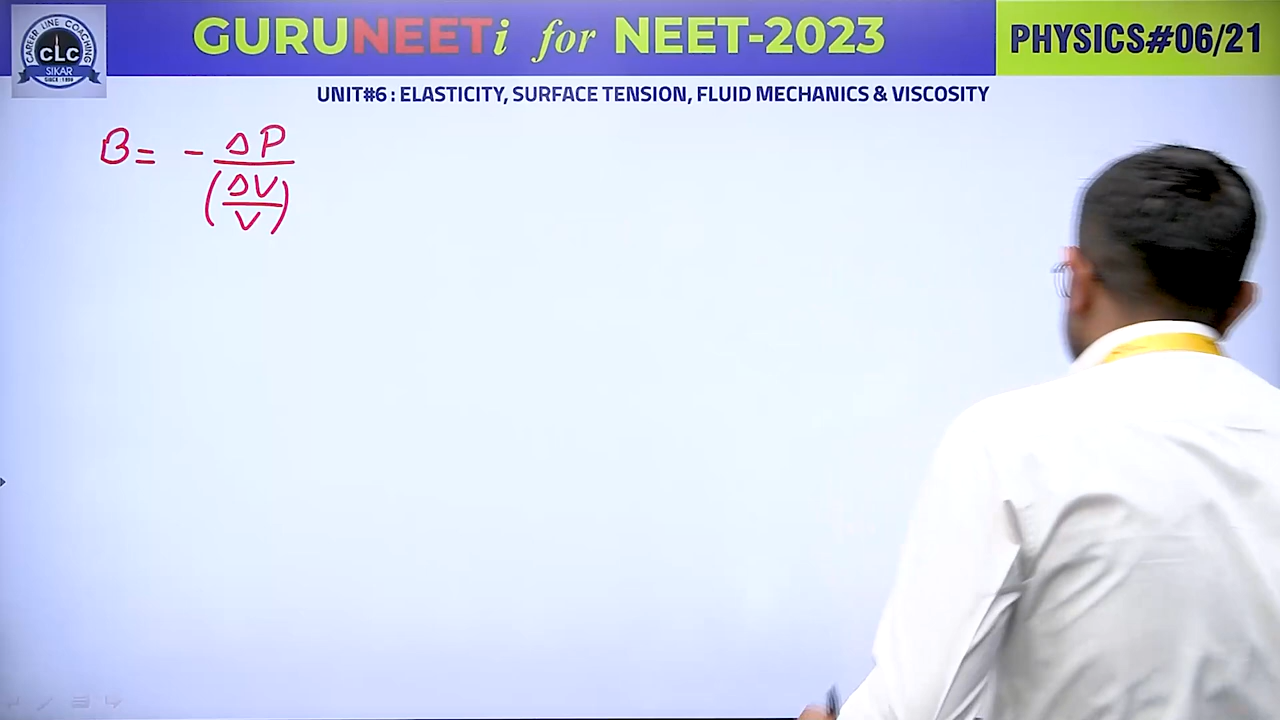 GURUNEETi for NEET-2023
PHYSICS#06/21
CAREER LINE COACHING
CLC
SIKAR
SINCE : 1996
UNIT#6 : ELASTICITY, SURFACE TENSION, FLUID MECHANICS & VISCOSITY
B = - ΔP
(ΔV
V)